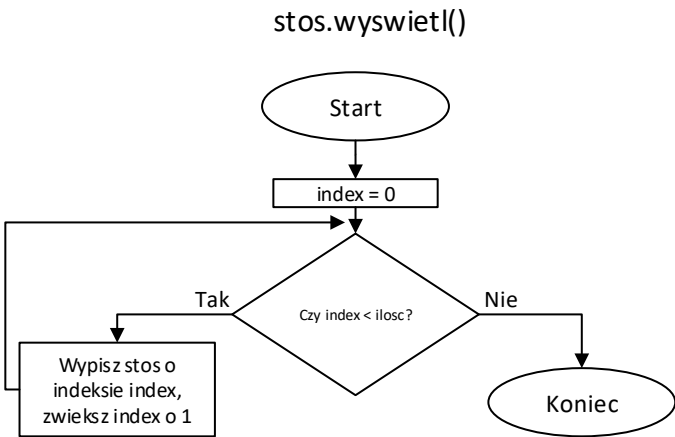 stos.wyswietl()
Start
index = 0
Czy index < ilosc?
Tak
Nie
Wypisz stos o
indeksie index,
zwieksz index o 1
Koniec